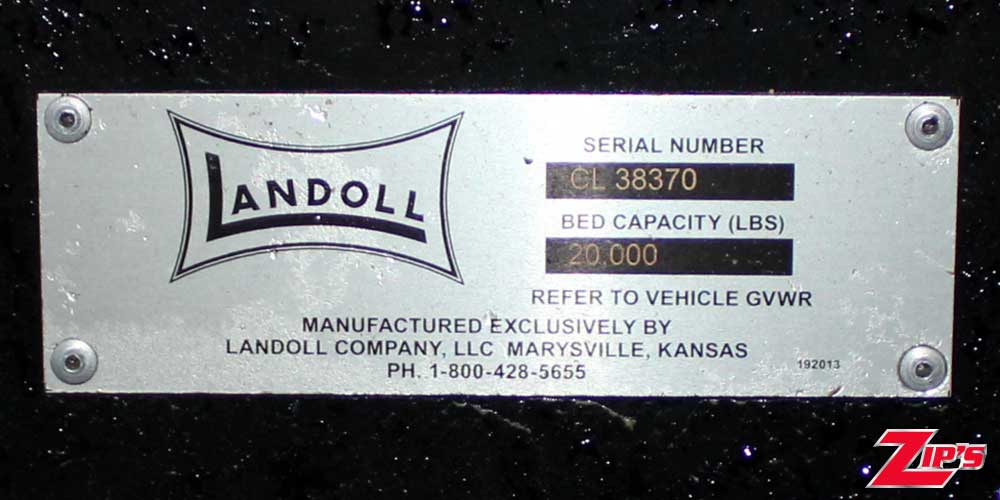 LANDOLL
SERIAL NUMBER
CL 38370
BED CAPACITY (LBS)
20.000
REFER TO VEHICLE GVWR
MANUFACTURED EXCLUSIVELY BY
LANDOLL COMPANY, LLC MARYSVILLE, KANSAS
PH. 1-800-428-5655
192013
ZIP'S